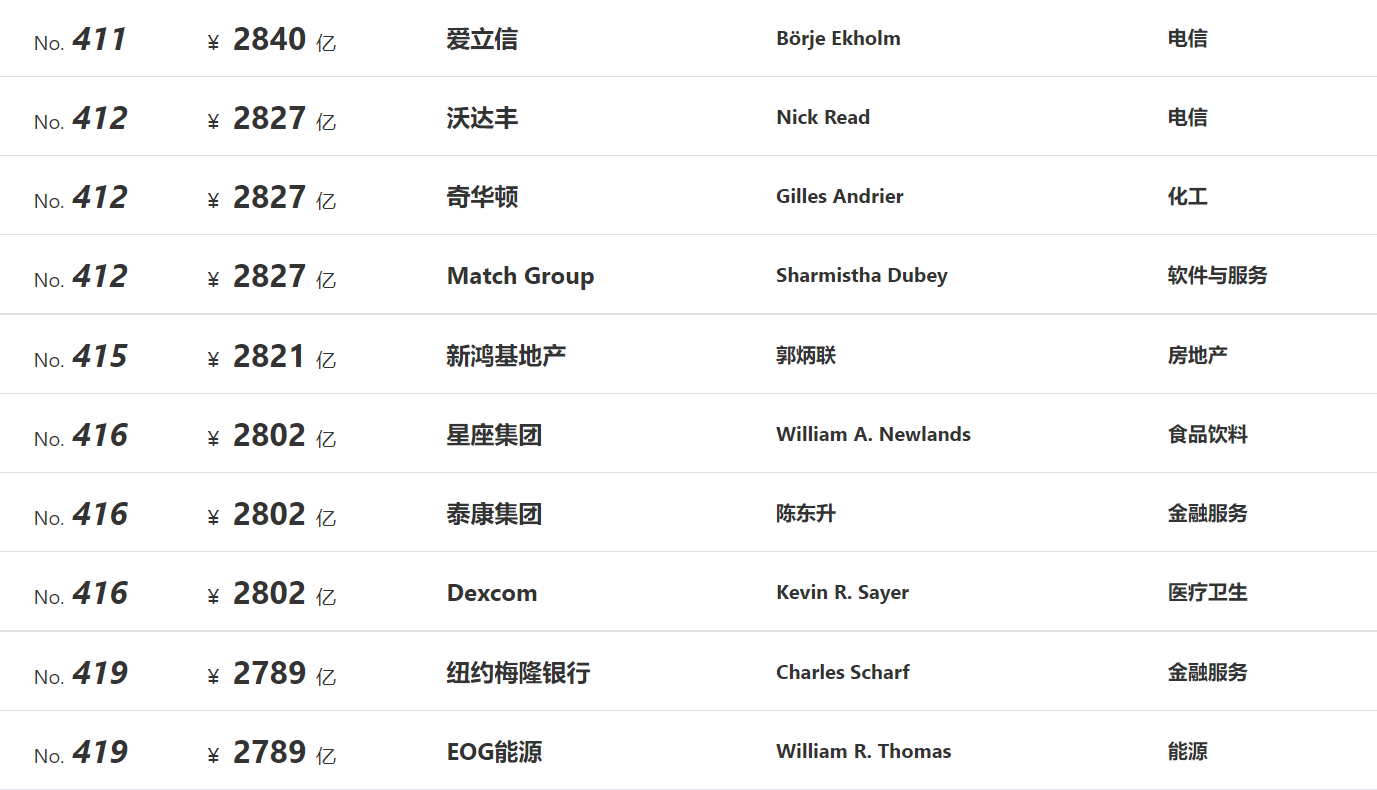 No. 411 ¥ 2840 亿 爱立信 Börje Ekholm 电信
No. 412 ¥ 2827 亿 沃达丰 Nick Read 电信
No. 412 ¥ 2827 亿 奇华顿 Gilles Andrier 化工
No. 412 ¥ 2827 亿 Match Group Sharmistha Dubey 软件与服务
No. 415 ¥ 2821 亿 新鸿基地产 郭炳联 房地产
No. 416 ¥ 2802 亿 星座集团 William A. Newlands 食品饮料
No. 416 ¥ 2802 亿 泰康集团 陈东升 金融服务
No. 416 ¥ 2802 亿 Dexcom Kevin R. Sayer 医疗卫生
No. 419 ¥ 2789 亿 纽约梅隆银行 Charles Scharf 金融服务
No. 419 ¥ 2789 亿 EOG能源 William R. Thomas 能源